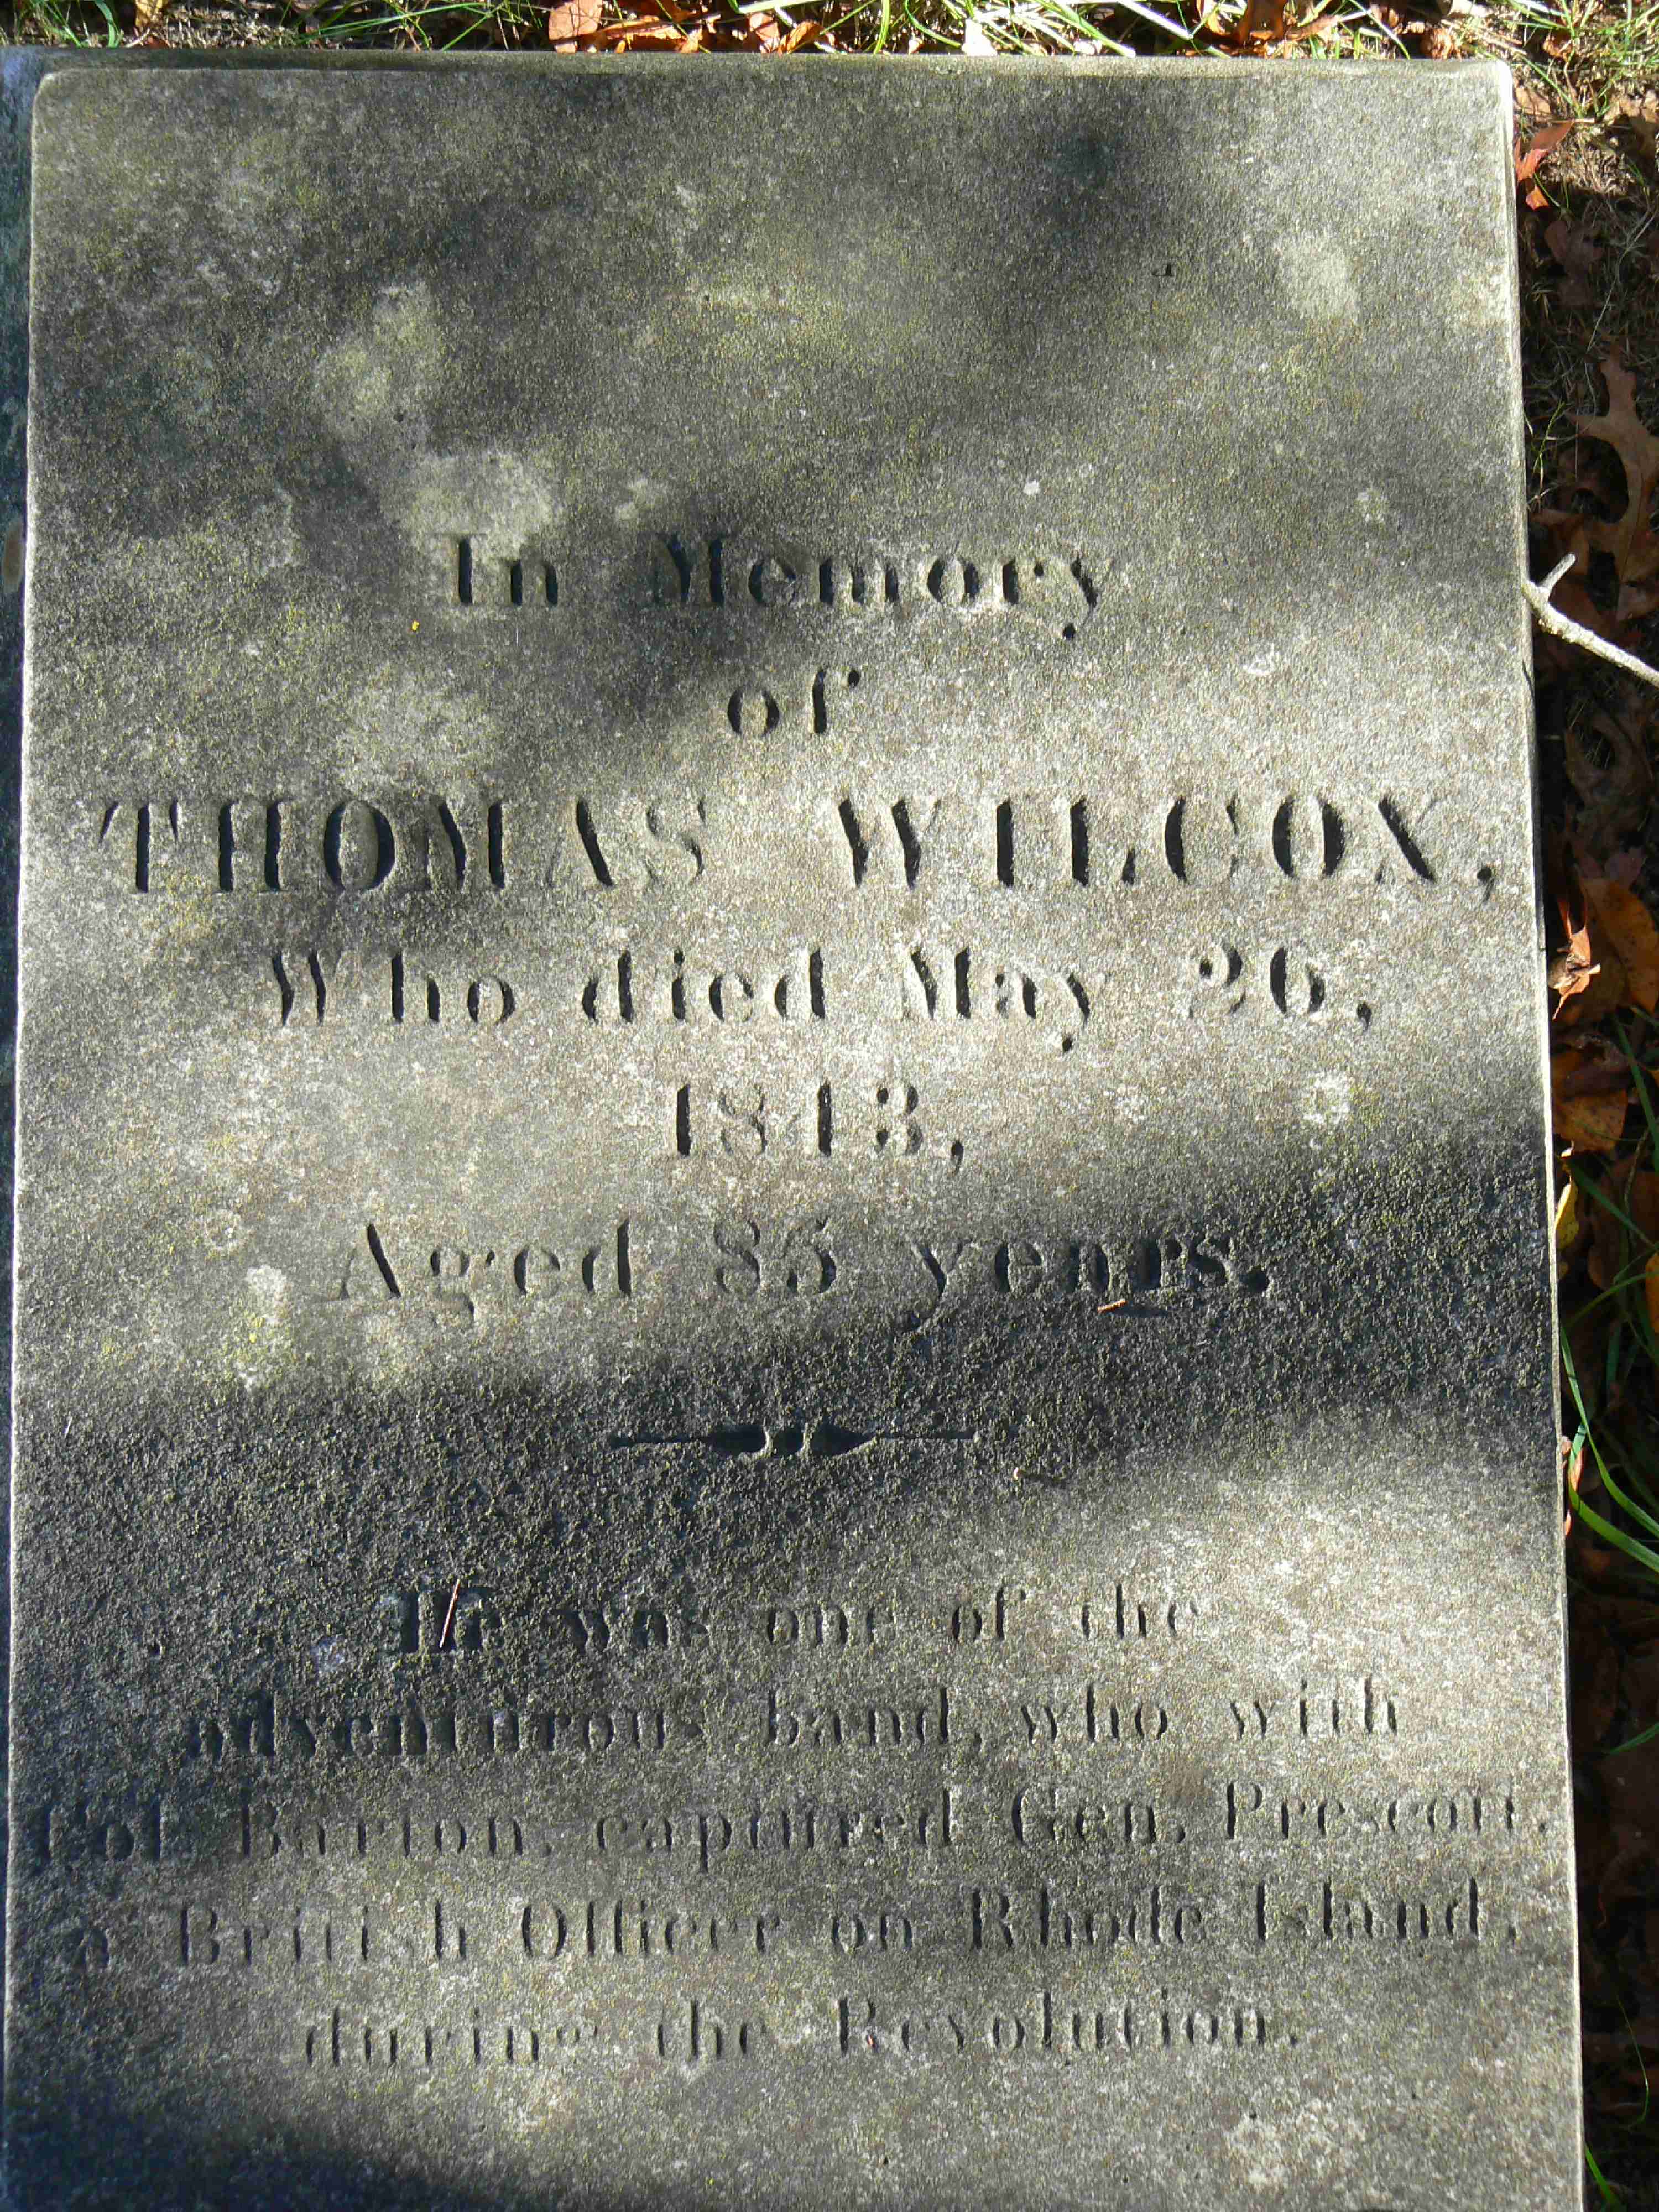 In Memory
of
THOMAS WILCOX,
Who died May 26,
1843,
Aged 85 years.
He was one of the
adventurous band, who with
Col. Barton, captured Gen. Prescott,
a British Officer on Rhode Island,
during the Revolution.